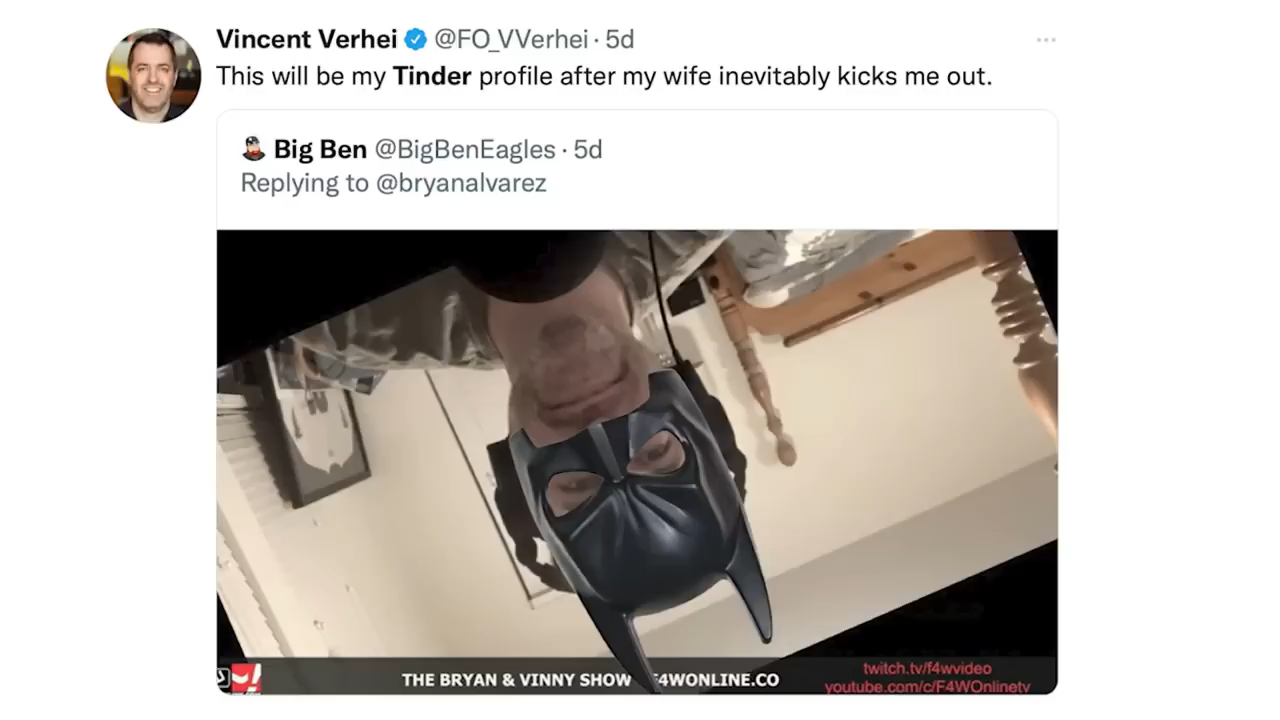 Vincent Verhei @FO_VVerhei · 5d
This will be my Tinder profile after my wife inevitably kicks me out.
Big Ben @BigBenEagles · 5d
Replying to @bryanalvarez
THE BRYAN & VINNY SHOW F4WONLINE.CO
twitch.tv/f4wvideo
youtube.com/c/F4WOnlinetv